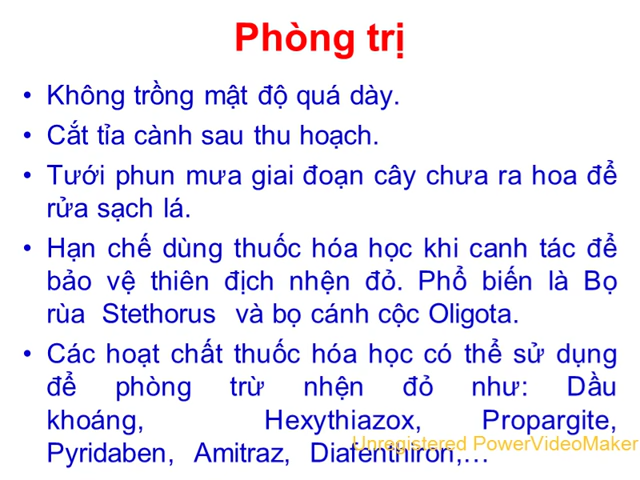 Phòng trị
• Không trồng mật độ quá dày.
• Cắt tỉa cành sau thu hoạch.
• Tưới phun mưa giai đoạn cây chưa ra hoa để
rửa sạch lá.
• Hạn chế dùng thuốc hóa học khi canh tác để
bảo vệ thiên địch nhện đỏ. Phổ biến là Bọ
rùa Stethorus và bọ cánh cộc Oligota.
• Các hoạt chất thuốc hóa học có thể sử dụng
để phòng trừ nhện đỏ như: Dầu
khoáng, Hexythiazox, Propargite,
Pyridaben, Amitraz, Diafenthiron,...
Unregistered PowerVideoMaker